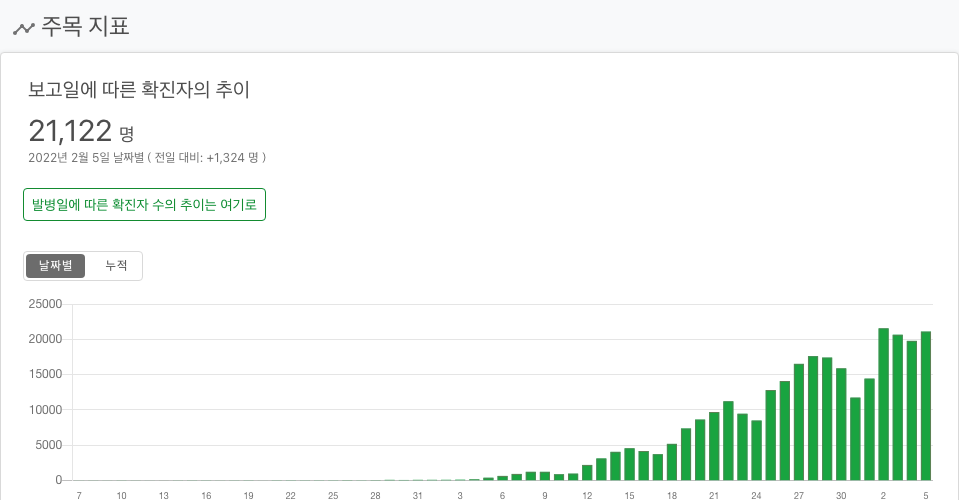 주목 지표
보고일에 따른 확진자의 추이
21,122 명
2022년 2월 5일 날짜별 ( 전일 대비: +1,324 명 )
발병일에 따른 확진자 수의 추이는 여기로
날짜별 누적
25000
20000
15000
10000
5000
0
7 10 13 16 19 22 25 28 31 3 6 9 12 15 18 21 24 27 30 2 5